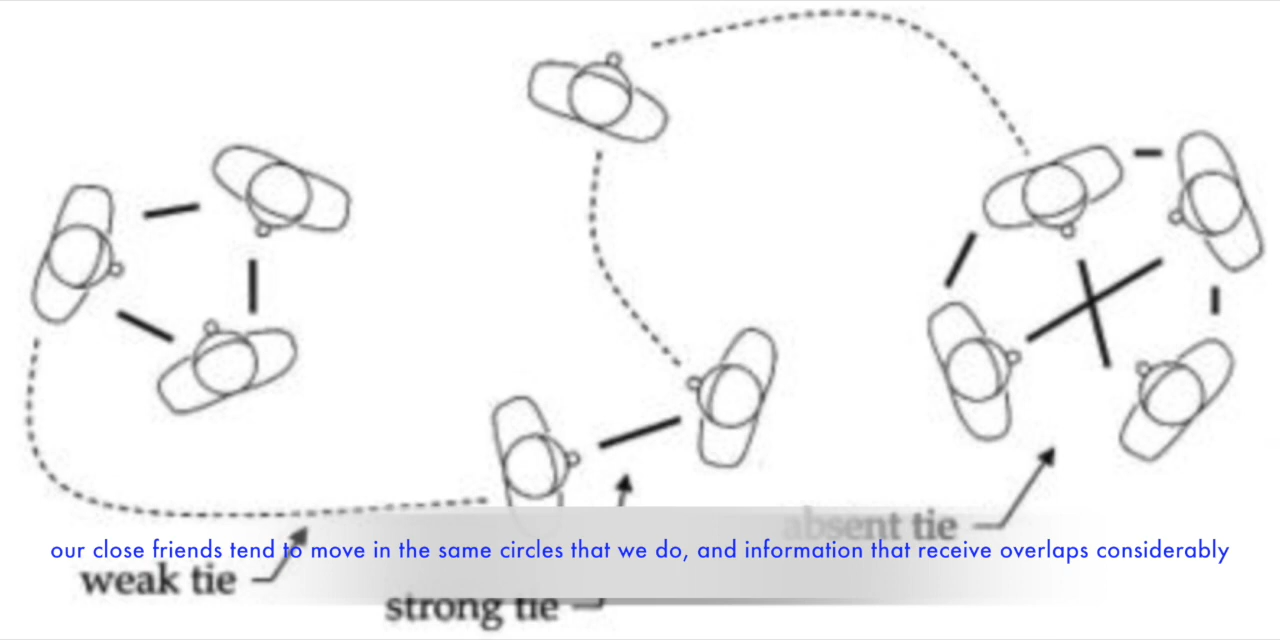 absent tie
our close friends tend to move in the same circles that we do, and information that receive overlaps considerably
weak tie
strong tie